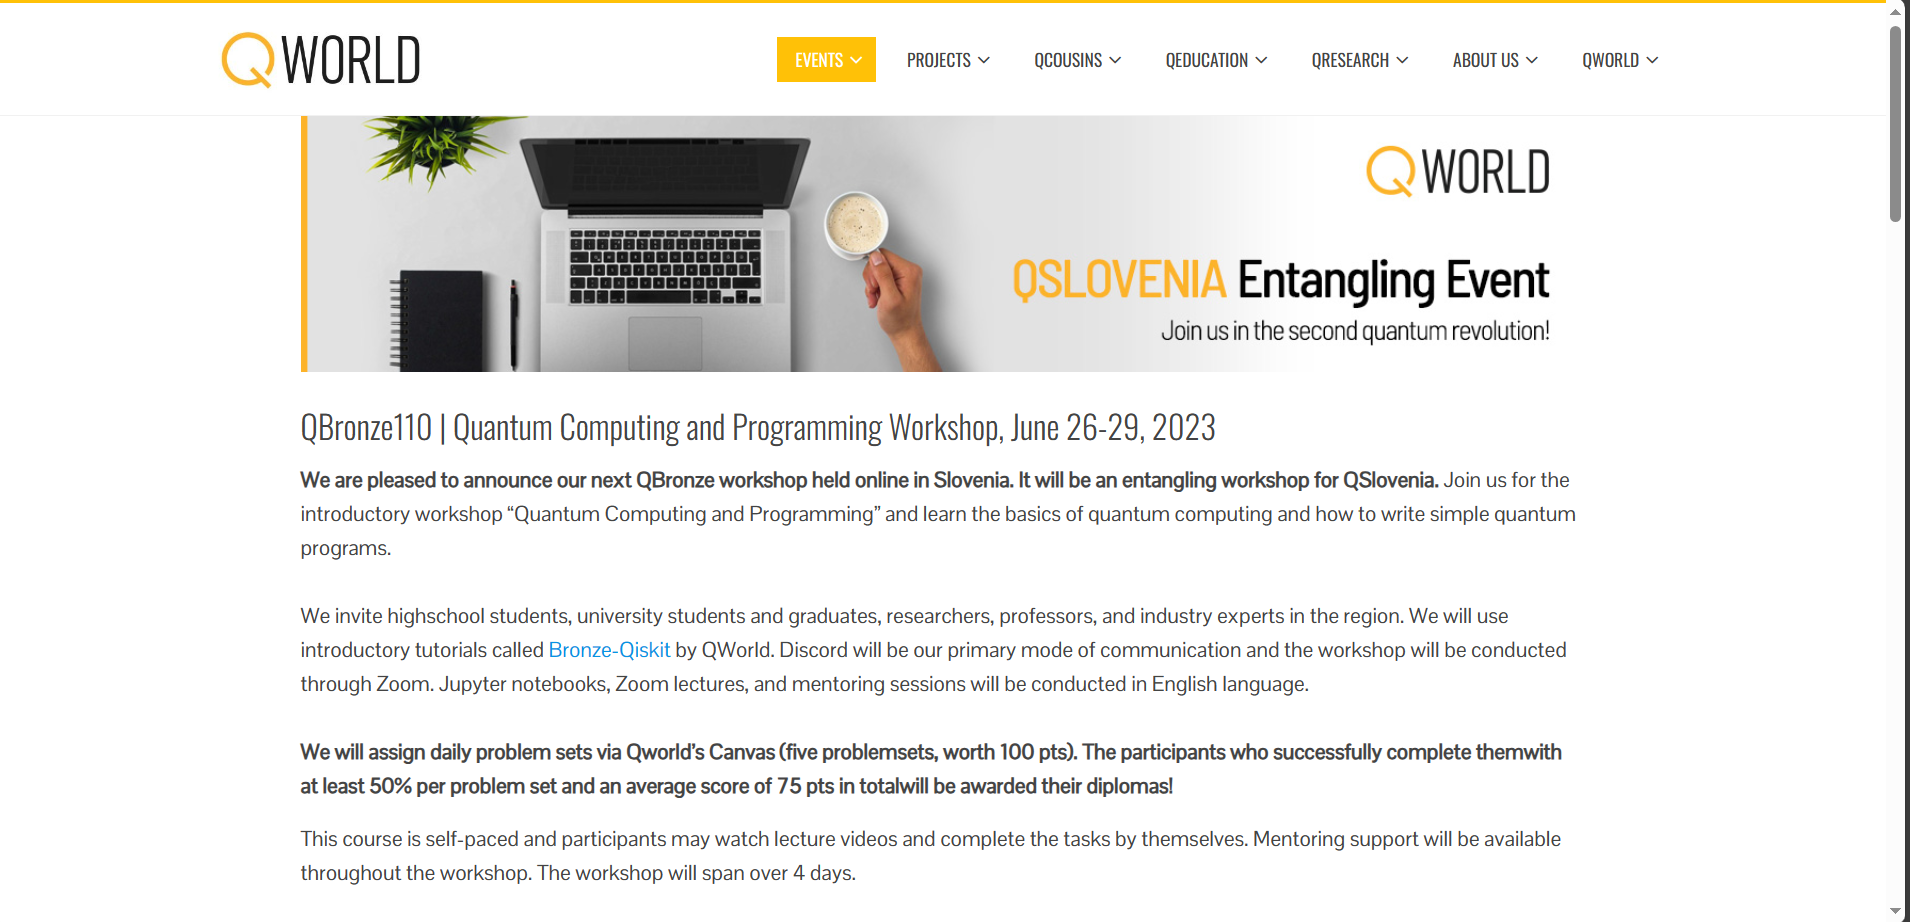 QWORLD
EVENTS PROJECTS QCOUSINS QEDUCATION QRESEARCH ABOUT US QWORLD
QWORLD
QSLOVENIA Entangling Event
Join us in the second quantum revolution!
QBronze110 | Quantum Computing and Programming Workshop, June 26-29, 2023
We are pleased to announce our next QBronze workshop held online in Slovenia. It will be an entangling workshop for QSlovenia. Join us for the
introductory workshop “Quantum Computing and Programming” and learn the basics of quantum computing and how to write simple quantum
programs.
We invite highschool students, university students and graduates, researchers, professors, and industry experts in the region. We will use
introductory tutorials called Bronze-Qiskit by QWorld. Discord will be our primary mode of communication and the workshop will be conducted
through Zoom. Jupyter notebooks, Zoom lectures, and mentoring sessions will be conducted in English language.
We will assign daily problem sets via Qworld’s Canvas (five problemsets, worth 100 pts). The participants who successfully complete themwith
at least 50% per problem set and an average score of 75 pts in totalwill be awarded their diplomas!
This course is self-paced and participants may watch lecture videos and complete the tasks by themselves. Mentoring support will be available
throughout the workshop. The workshop will span over 4 days.